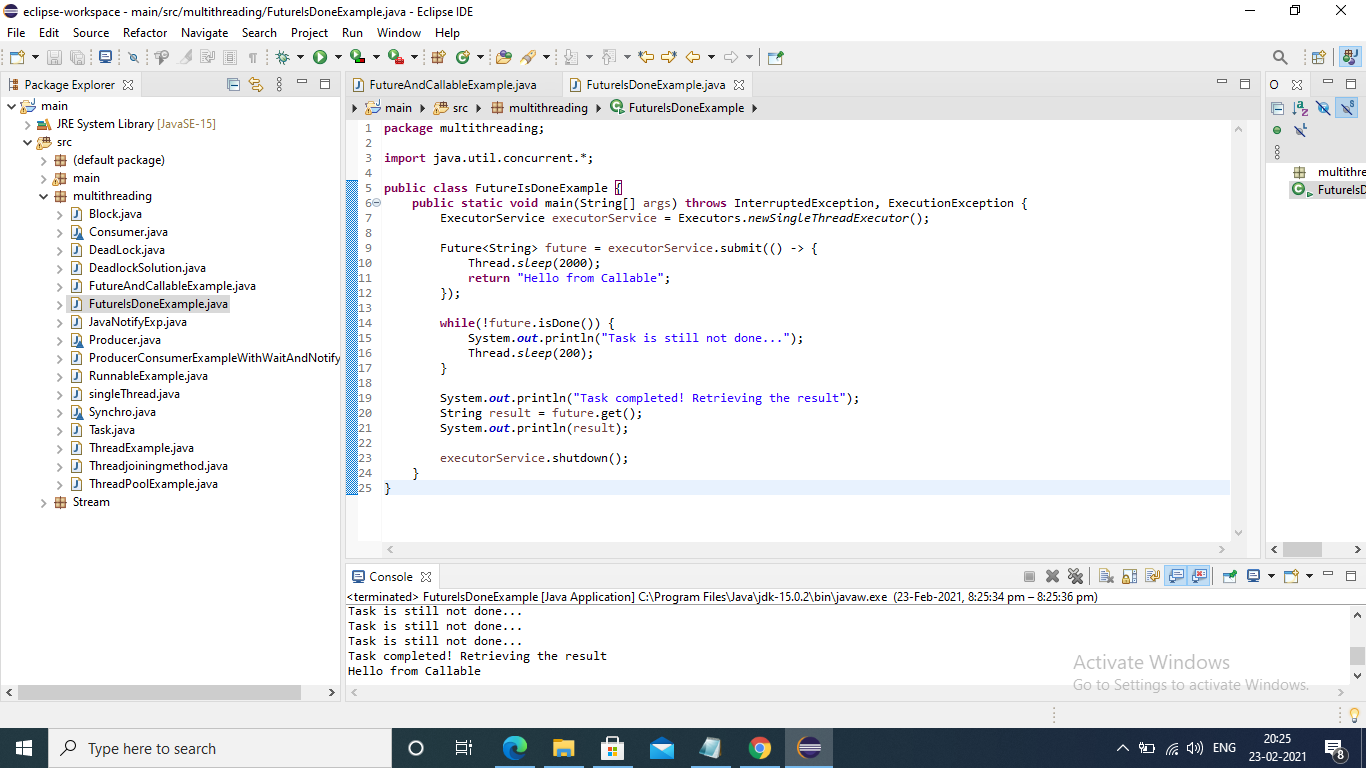 eclipse-workspace - main/src/multithreading/FutureIsDoneExample.java - Eclipse IDE
File Edit Source Refactor Navigate Search Project Run Window Help
Package Explorer
main
JRE System Library [JavaSE-15]
src
(default package)
main
multithreading
Block.java
Consumer.java
DeadLock.java
DeadlockSolution.java
FutureAndCallableExample.java
FutureIsDoneExample.java
JavaNotifyExp.java
Producer.java
ProducerConsumerExampleWithWaitAndNotify
RunnableExample.java
singleThread.java
Synchro.java
Task.java
ThreadExample.java
Threadjoiningmethod.java
ThreadPoolExample.java
Stream
FutureAndCallableExample.java FutureIsDoneExample.java
main src multithreading FutureIsDoneExample
1 package multithreading;
2
3 import java.util.concurrent.*;
4
5 public class FutureIsDoneExample {
6 public static void main(String[] args) throws InterruptedException, ExecutionException {
7 ExecutorService executorService = Executors.newSingleThreadExecutor();
8
9 Future<String> future = executorService.submit(() -> {
10 Thread.sleep(2000);
11 return "Hello from Callable";
12 });
13
14 while(!future.isDone()) {
15 System.out.println("Task is still not done...");
16 Thread.sleep(200);
17 }
18
19 System.out.println("Task completed! Retrieving the result");
20 String result = future.get();
21 System.out.println(result);
22
23 executorService.shutdown();
24 }
25 }
O
multithre
FutureIsD
Console
<terminated> FutureIsDoneExample [Java Application] C:\Program Files\Java\jdk-15.0.2\bin\javaw.exe (23-Feb-2021, 8:25:34 pm – 8:25:36 pm)
Task is still not done...
Task is still not done...
Task is still not done...
Task completed! Retrieving the result
Hello from Callable
Activate Windows
Go to Settings to activate Windows.
Type here to search
ENG
20:25
23-02-2021
8